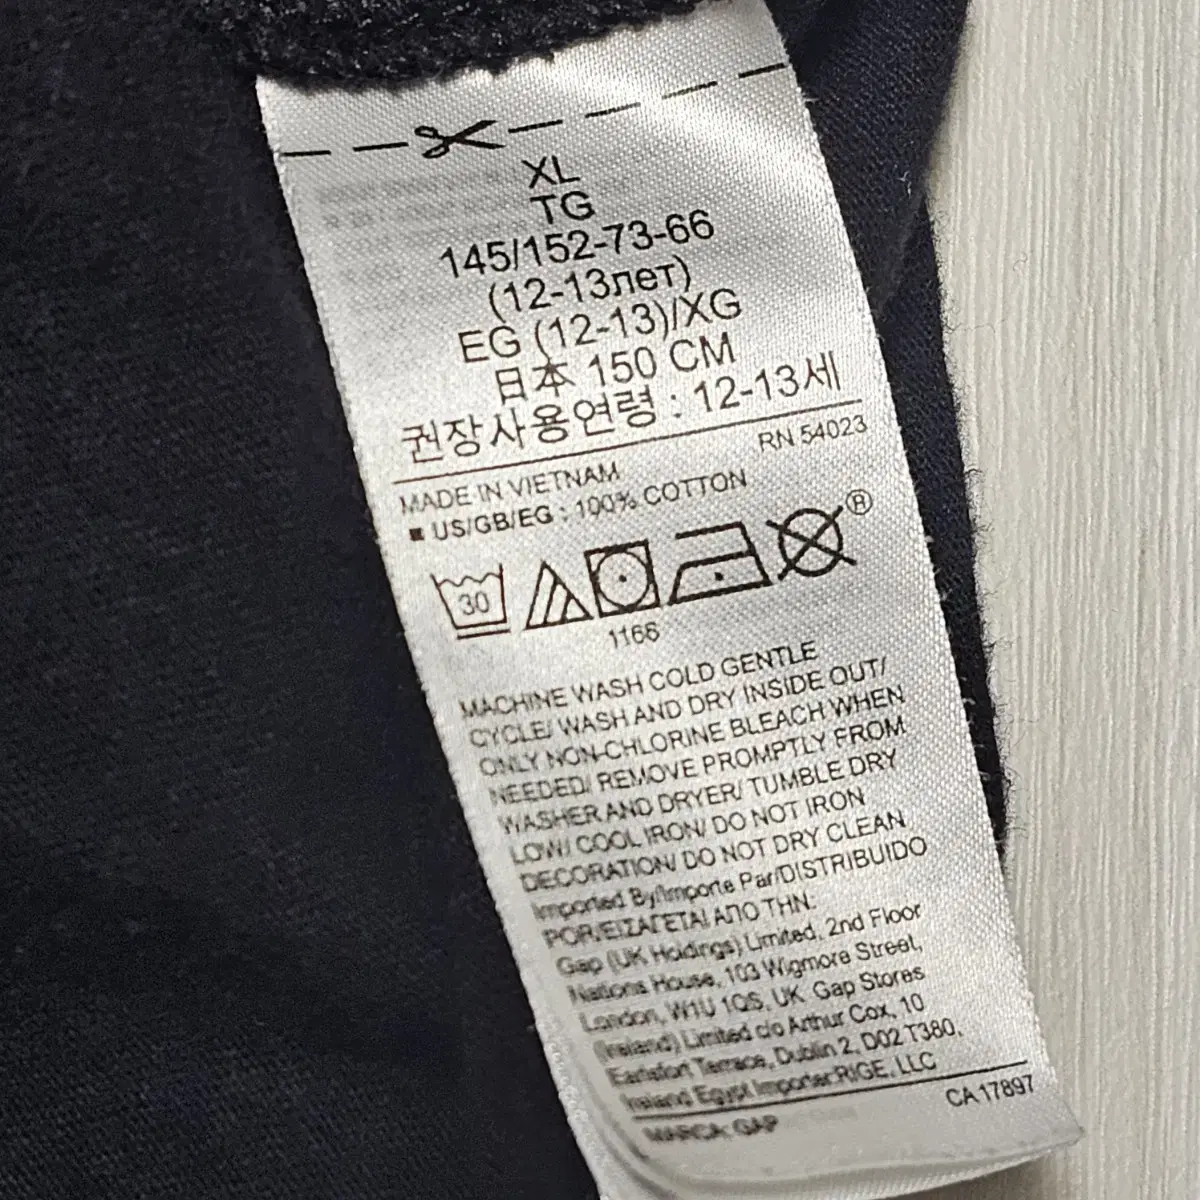 XL
TG
145/152-73-66
(12-13лет)
EG (12-13)/XG
日本 150 CM
권장사용연령 : 12-13세
RN 54023
MADE IN VIETNAM
■ US/GB/EG : 100% COTTON
30
®
1166
MACHINE WASH COLD GENTLE
CYCLE/ WASH AND DRY INSIDE OUT/
ONLY NON-CHLORINE BLEACH WHEN
NEEDED/ REMOVE PROMPTLY FROM
WASHER AND DRYER/ TUMBLE DRY
LOW/ COOL IRON/ DO NOT IRON
DECORATION/ DO NOT DRY CLEAN
Imported By/Importe Par/DISTRIBUIDO
POR/ΕΙΣΑΓΕΤΑΙ ΑΠΟ ΤΗΝ:
Gap (UK Holdings) Limited, 2nd Floor
Nations House, 103 Wigmore Street,
London, W1U 1QS, UK Gap Stores
(Ireland) Limited c/o Arthur Cox, 10
Earlsfort Terrace, Dublin 2, D02 T380,
Ireland Egypt Importer:RIGE, LLC
CA 17897
MARCA: GAP